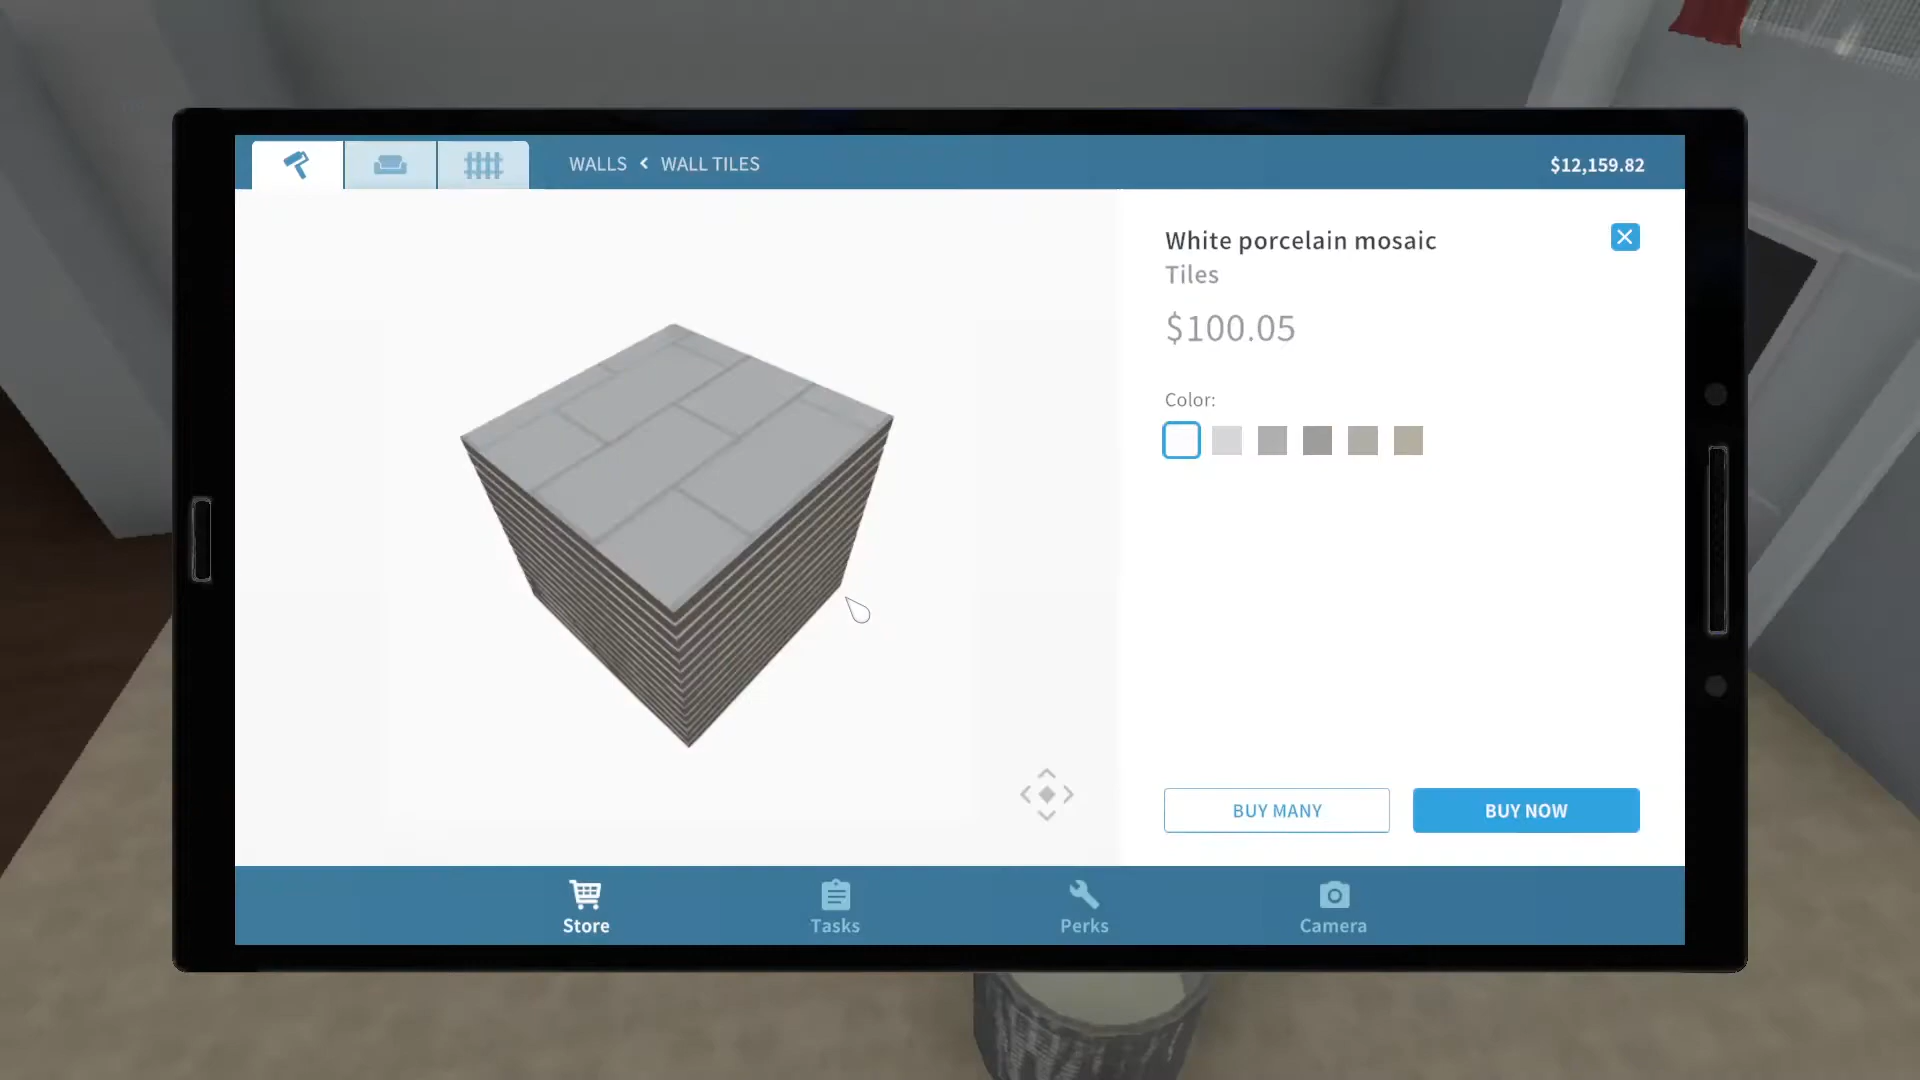 WALLS < WALL TILES
$12,159.82
White porcelain mosaic
Tiles
$100.05
Color:
BUY MANY
BUY NOW
Store
Tasks
Perks
Camera